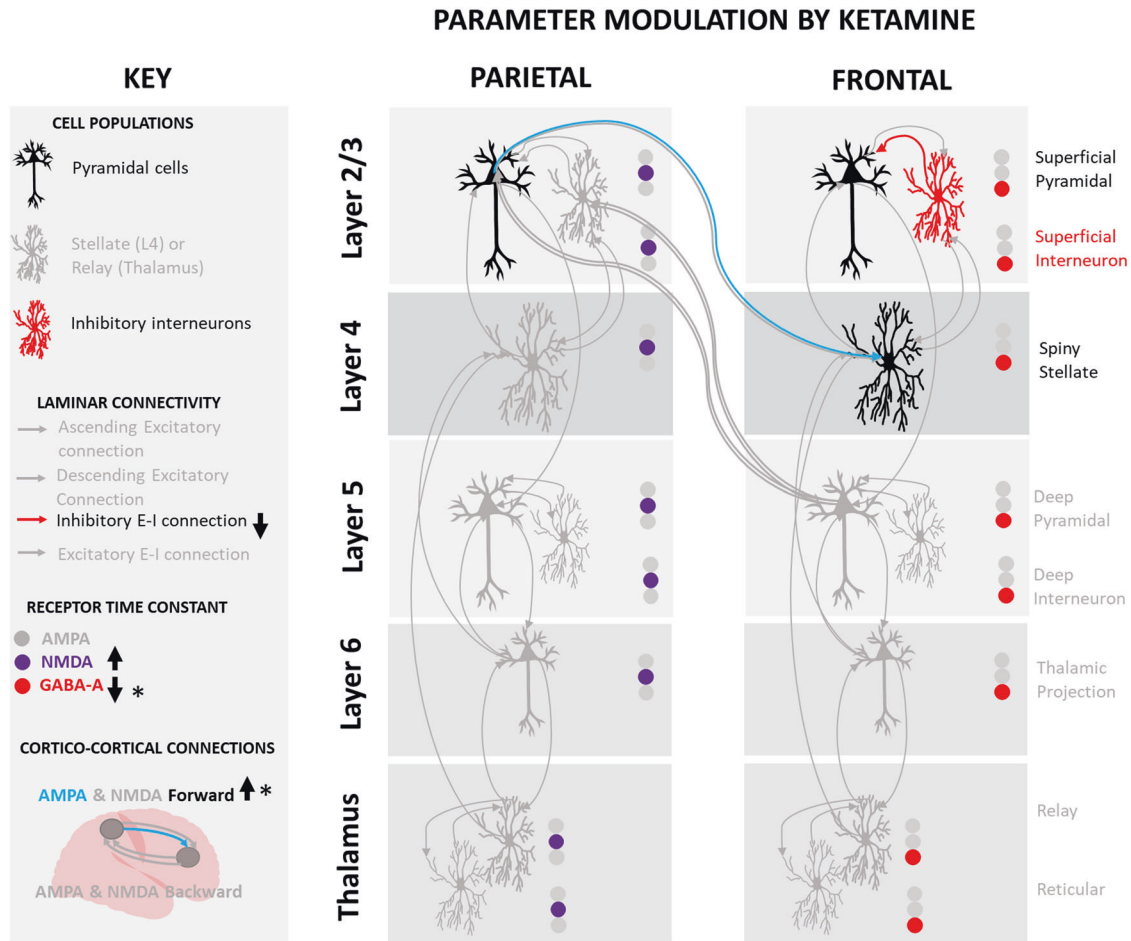 PARAMETER MODULATION BY KETAMINE
KEY
PARIETAL
FRONTAL
CELL POPULATIONS
Pyramidal cells
Stellate (L4) or
Relay (Thalamus)
Inhibitory interneurons
LAMINAR CONNECTIVITY
Ascending Excitatory
connection
Descending Excitatory
Connection
Inhibitory E-I connection
Excitatory E-I connection
RECEPTOR TIME CONSTANT
AMPA
NMDA
GABA-A *
CORTICO-CORTICAL CONNECTIONS
AMPA & NMDA Forward *
AMPA & NMDA Backward
Layer 2/3
Layer 4
Layer 5
Layer 6
Thalamus
Superficial
Pyramidal
Superficial
Interneuron
Spiny
Stellate
Deep
Pyramidal
Deep
Interneuron
Thalamic
Projection
Relay
Reticular